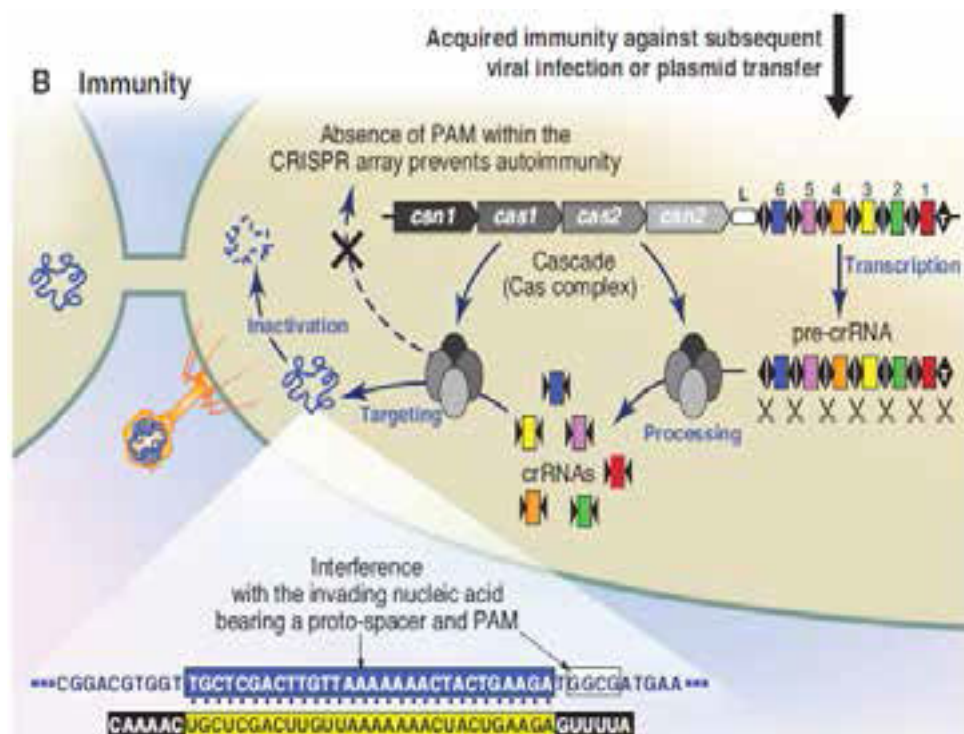 Acquired immunity against subsequent
viral infection or plasmid transfer
B Immunity
Absence of PAM within the
CRISPR array prevents autoimmunity
L 6 5 4 3 2 1
csn1 cas1 cas2 csn2 T
Cascade
(Cas complex)
Transcription
Inactivation
pre-crRNA
T
Targeting
Processing
crRNAs
Interference
with the invading nucleic acid
bearing a proto-spacer and PAM
CGGACGTGGTTGCTCGACTTGTTAAAAAAACTACTGAAGATGGCGATGAA
CAAAACUGCUCGACUUGUUAAAAAAACUACUGAAGAGUUUUA